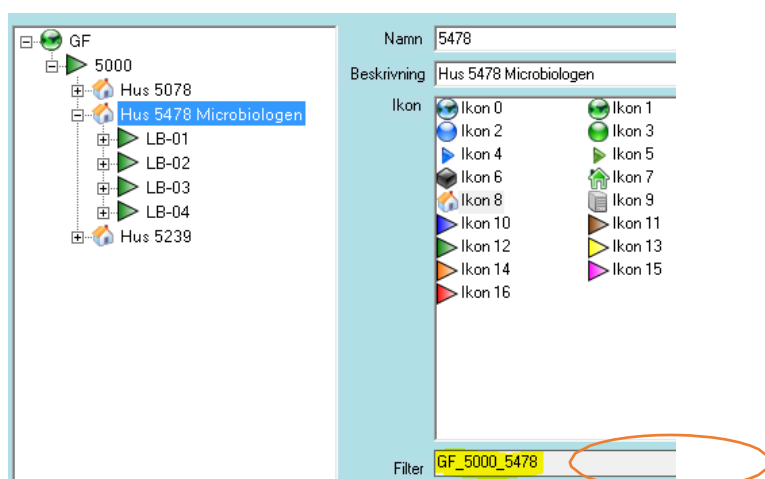 GF
5000
Hus 5078
Hus 5478 Microbiologen
LB-01
LB-02
LB-03
LB-04
Hus 5239
Namn 5478
Beskrivning Hus 5478 Microbiologen
Ikon
Ikon 0 Ikon 1
Ikon 2 Ikon 3
Ikon 4 Ikon 5
Ikon 6 Ikon 7
Ikon 8 Ikon 9
Ikon 10 Ikon 11
Ikon 12 Ikon 13
Ikon 14 Ikon 15
Ikon 16
Filter GF_5000_5478